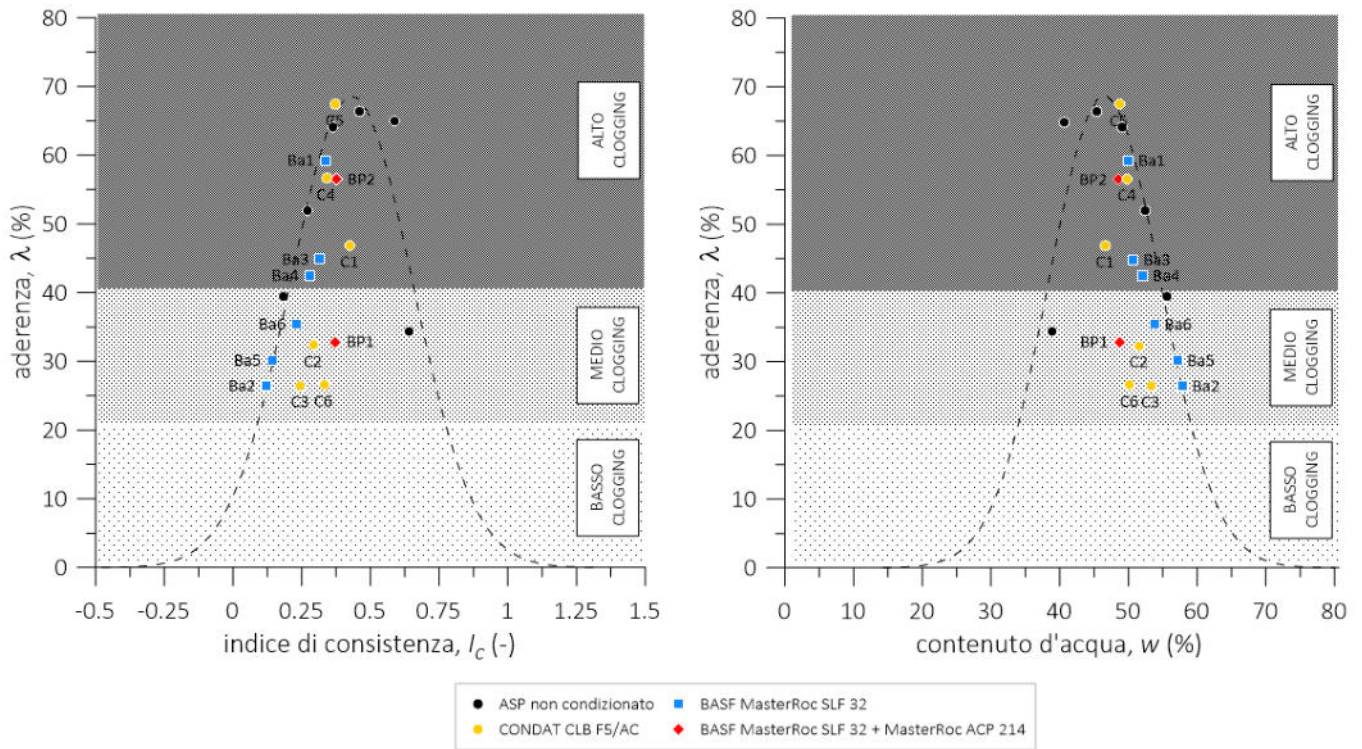 80
70
60
50
40
30
20
10
0
aderenza, λ (%)
-0.5
-0.25
0
0.25
0.5
0.75
1
1.25
1.5
indice di consistenza, Ic (-)
ALTO
CLOGGING
MEDIO
CLOGGING
BASSO
CLOGGING
C5
Ba1
BP2
C4
Ba3
C1
Ba4
Ba6
BP1
C2
Ba5
Ba2
C3
C6
80
70
60
50
40
30
20
10
0
aderenza, λ (%)
0
10
20
30
40
50
60
70
80
contenuto d'acqua, w (%)
ALTO
CLOGGING
MEDIO
CLOGGING
BASSO
CLOGGING
C5
Ba1
BP2
C4
C1
Ba3
Ba4
Ba6
BP1
C2
Ba5
Ba2
C6
C3
ASP non condizionato
BASF MasterRoc SLF 32
CONDAT CLB F5/AC
BASF MasterRoc SLF 32 + MasterRoc ACP 214